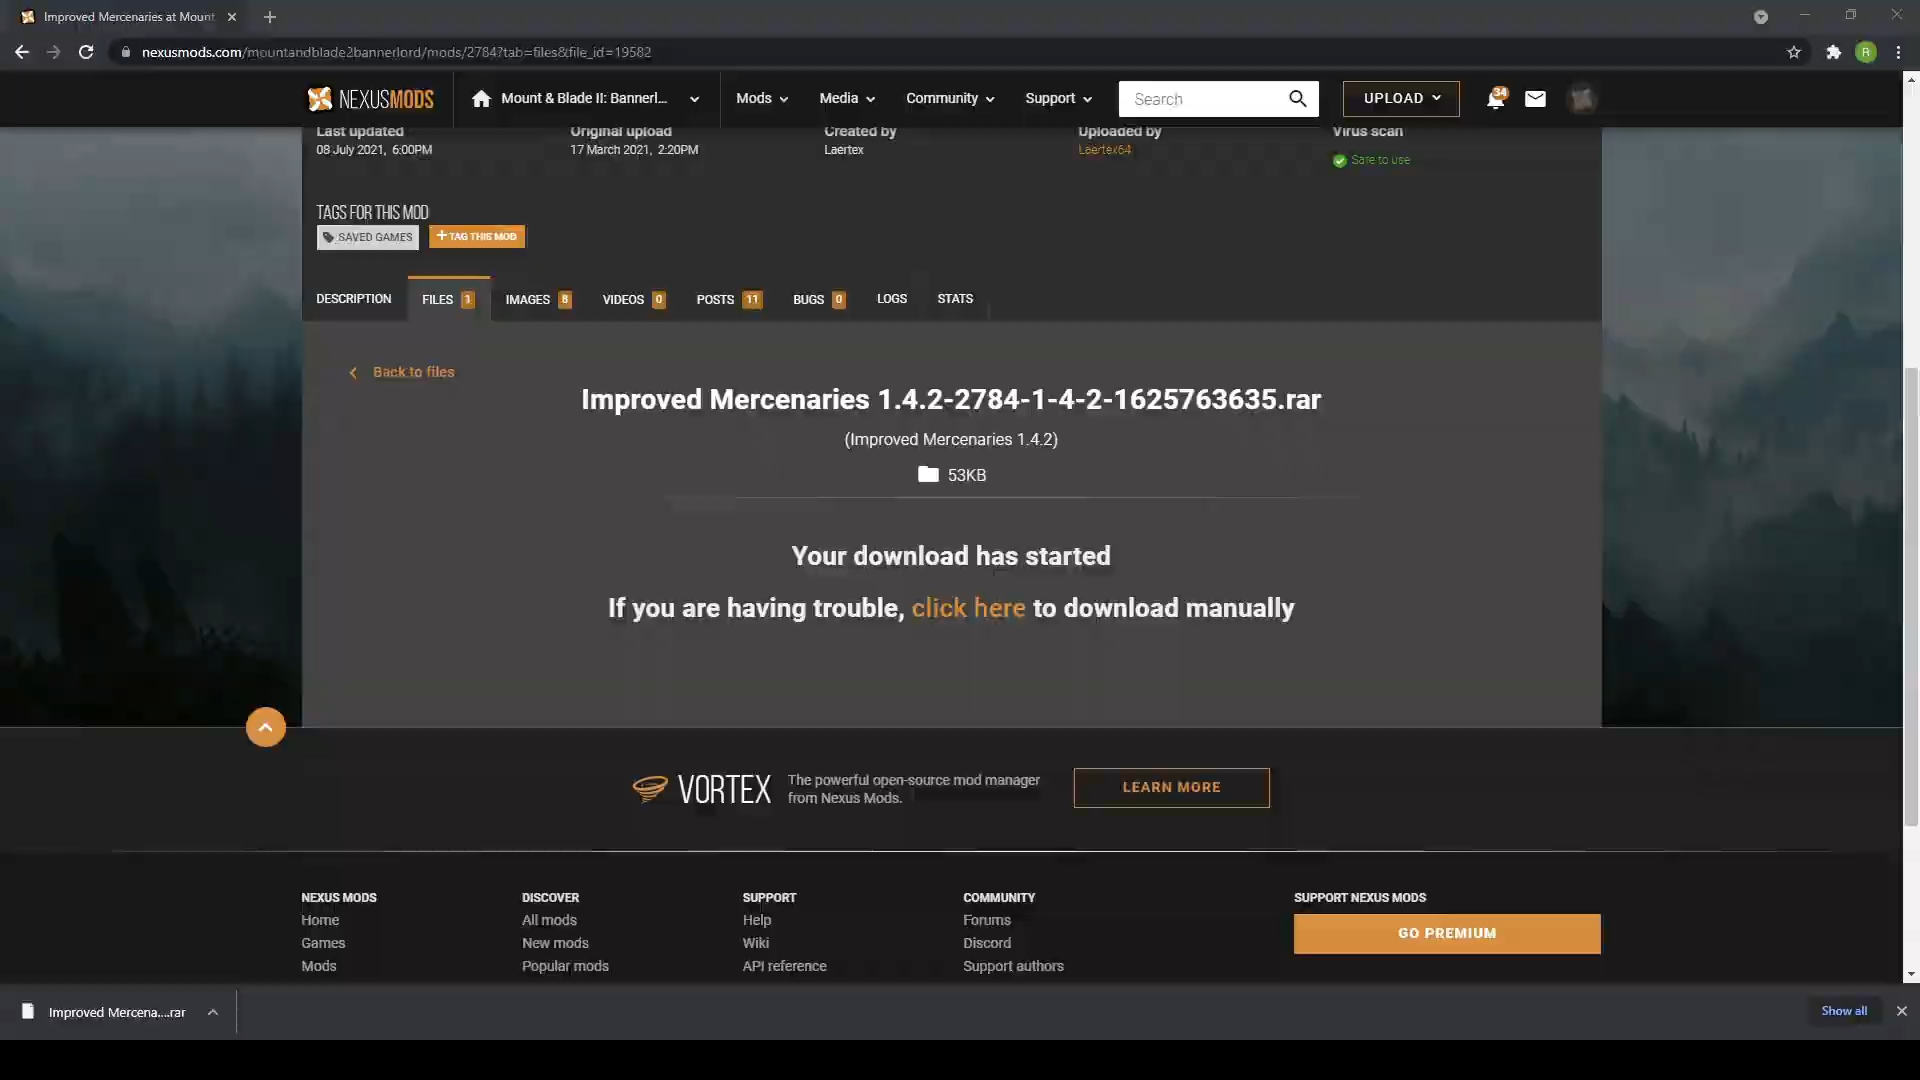 Improved Mercenaries at Mount
nexusmods.com/mountandblade2bannerlord/mods/2784?tab=files&file_id=19582
R
NEXUSMODS
Mount & Blade II: Bannerl...
Mods
Media
Community
Support
Search
UPLOAD
34
Last updated
Original upload
Created by
Uploaded by
Virus scan
08 July 2021, 6:00PM
17 March 2021, 2:20PM
Laertex
Laertex64
Safe to use
TAGS FOR THIS MOD
SAVED GAMES
+ TAG THIS MOD
DESCRIPTION
FILES 1
IMAGES 8
VIDEOS 0
POSTS 11
BUGS 0
LOGS
STATS
Back to files
Improved Mercenaries 1.4.2-2784-1-4-2-1625763635.rar
(Improved Mercenaries 1.4.2)
53KB
Your download has started
If you are having trouble, click here to download manually
VORTEX
The powerful open-source mod manager
from Nexus Mods.
LEARN MORE
NEXUS MODS
Home
Games
Mods
DISCOVER
All mods
New mods
Popular mods
SUPPORT
Help
Wiki
API reference
COMMUNITY
Forums
Discord
Support authors
SUPPORT NEXUS MODS
GO PREMIUM
Improved Mercena....rar
Show all